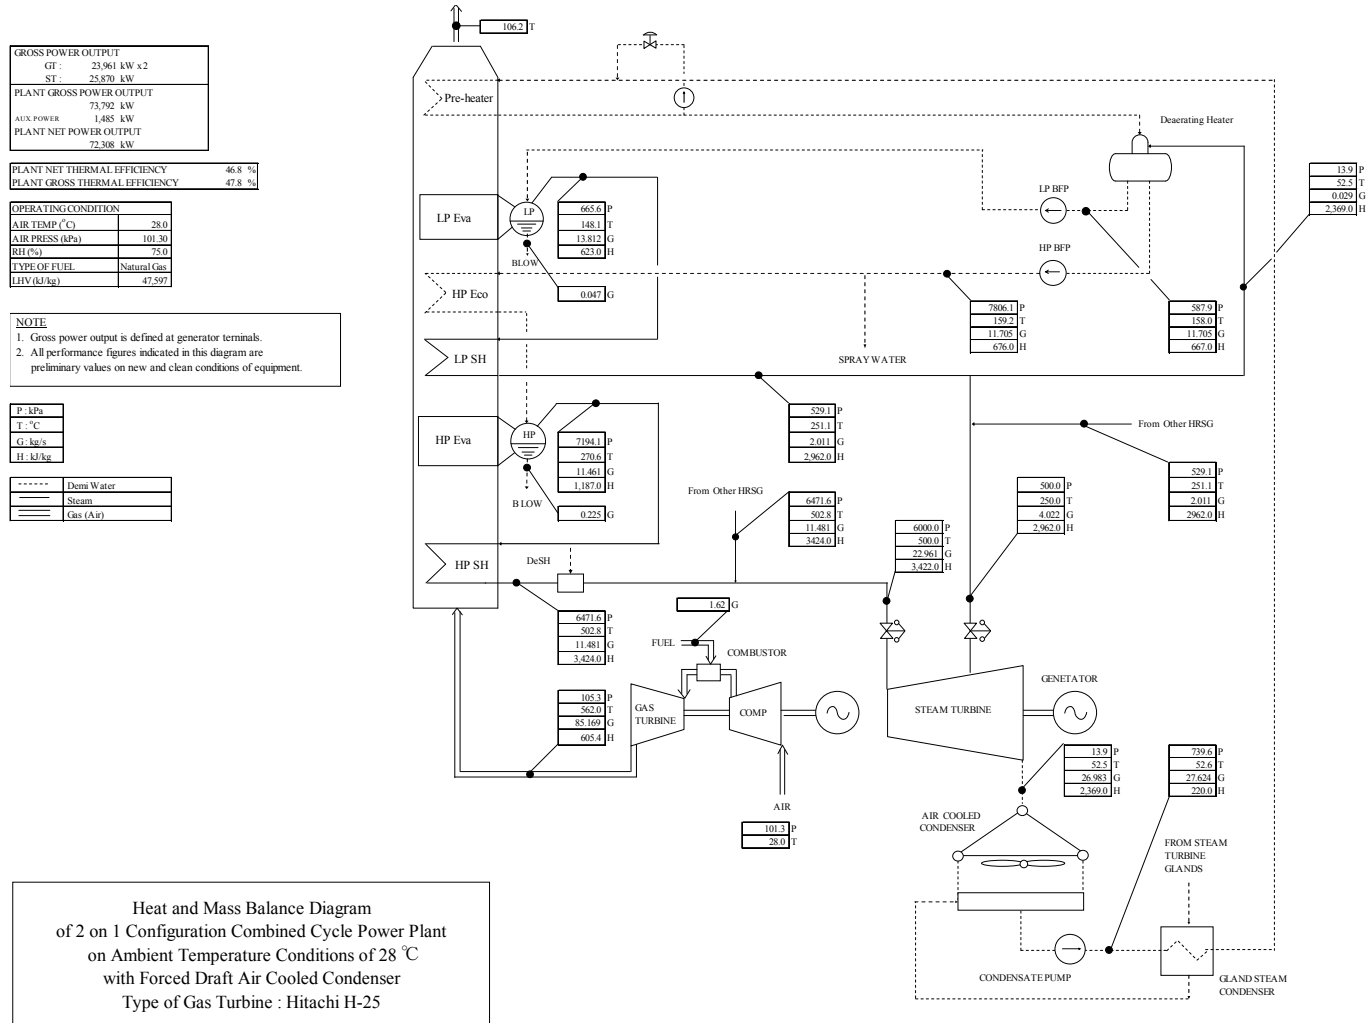 106.2 T
GROSS POWER OUTPUT
GT : 23,961 kW x 2
ST : 25,870 kW
PLANT GROSS POWER OUTPUT
73,792 kW
AUX. POWER 1,485 kW
PLANT NET POWER OUTPUT
72,308 kW
PLANT NET THERMAL EFFICIENCY 46.8 %
PLANT GROSS THERMAL EFFICIENCY 47.8 %
OPERATING CONDITION
AIR TEMP (°C) 28.0
AIR PRESS (kPa) 101.30
RH (%) 75.0
TYPE OF FUEL Natural Gas
LHV (kJ/kg) 47,597
NOTE
1. Gross power output is defined at generator terninals.
2. All performance figures indicated in this diagram are
preliminary values on new and clean conditions of equipment.
P : kPa
T : °C
G : kg/s
H : kJ/kg
Demi Water
Steam
Gas (Air)
Pre-heater
Deaerating Heater
LP Eva
LP
BLOW
665.6 P
148.1 T
13.812 G
623.0 H
0.047 G
LP BFP
HP BFP
13.9 P
52.5 T
0.029 G
2,369.0 H
HP Eco
SPRAY WATER
7806.1 P
159.2 T
11.705 G
676.0 H
587.9 P
158.0 T
11.705 G
667.0 H
LP SH
529.1 P
251.1 T
2.011 G
2,962.0 H
From Other HRSG
529.1 P
251.1 T
2.011 G
2962.0 H
HP Eva
HP
B LOW
7194.1 P
270.6 T
11.461 G
1,187.0 H
0.225 G
From Other HRSG
6471.6 P
502.8 T
11.481 G
3424.0 H
500.0 P
250.0 T
4.022 G
2,962.0 H
6000.0 P
500.0 T
22.961 G
3,422.0 H
HP SH
DeSH
6471.6 P
502.8 T
11.481 G
3,424.0 H
1.62 G
FUEL
COMBUSTOR
105.3 P
562.0 T
85.169 G
605.4 H
GAS
TURBINE
COMP
AIR
101.3 P
28.0 T
STEAM TURBINE
GENETATOR
13.9 P
52.5 T
26.983 G
2,369.0 H
739.6 P
52.6 T
27.624 G
220.0 H
AIR COOLED
CONDENSER
FROM STEAM
TURBINE
GLANDS
CONDENSATE PUMP
GLAND STEAM
CONDENSER
Heat and Mass Balance Diagram
of 2 on 1 Configuration Combined Cycle Power Plant
on Ambient Temperature Conditions of 28 ℃
with Forced Draft Air Cooled Condenser
Type of Gas Turbine : Hitachi H-25